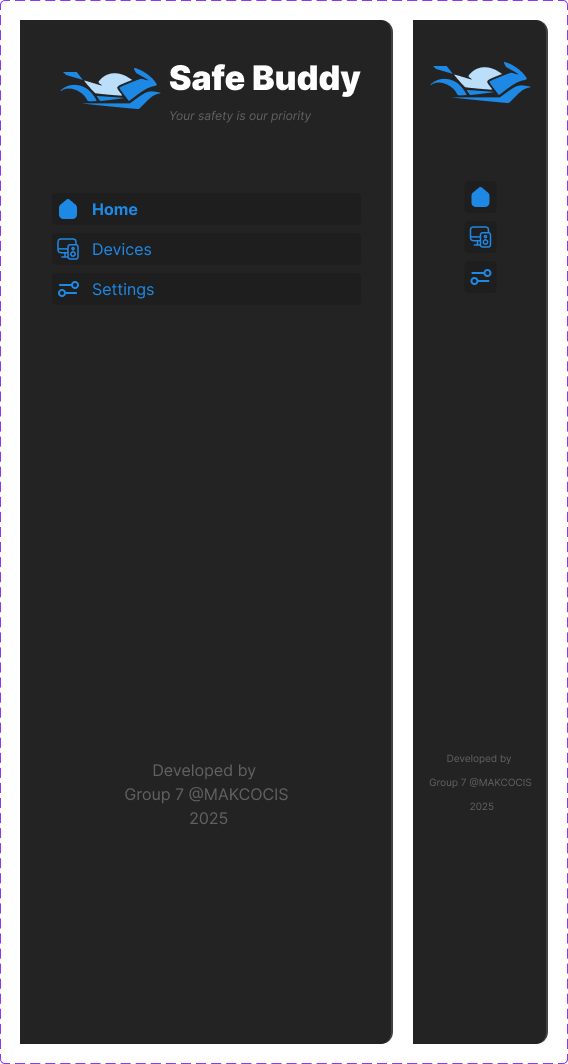 Safe Buddy
Your safety is our priority
Home
Devices
Settings
Developed by
Group 7 @MAKCOCIS
2025
Developed by
Group 7 @MAKCOCIS
2025